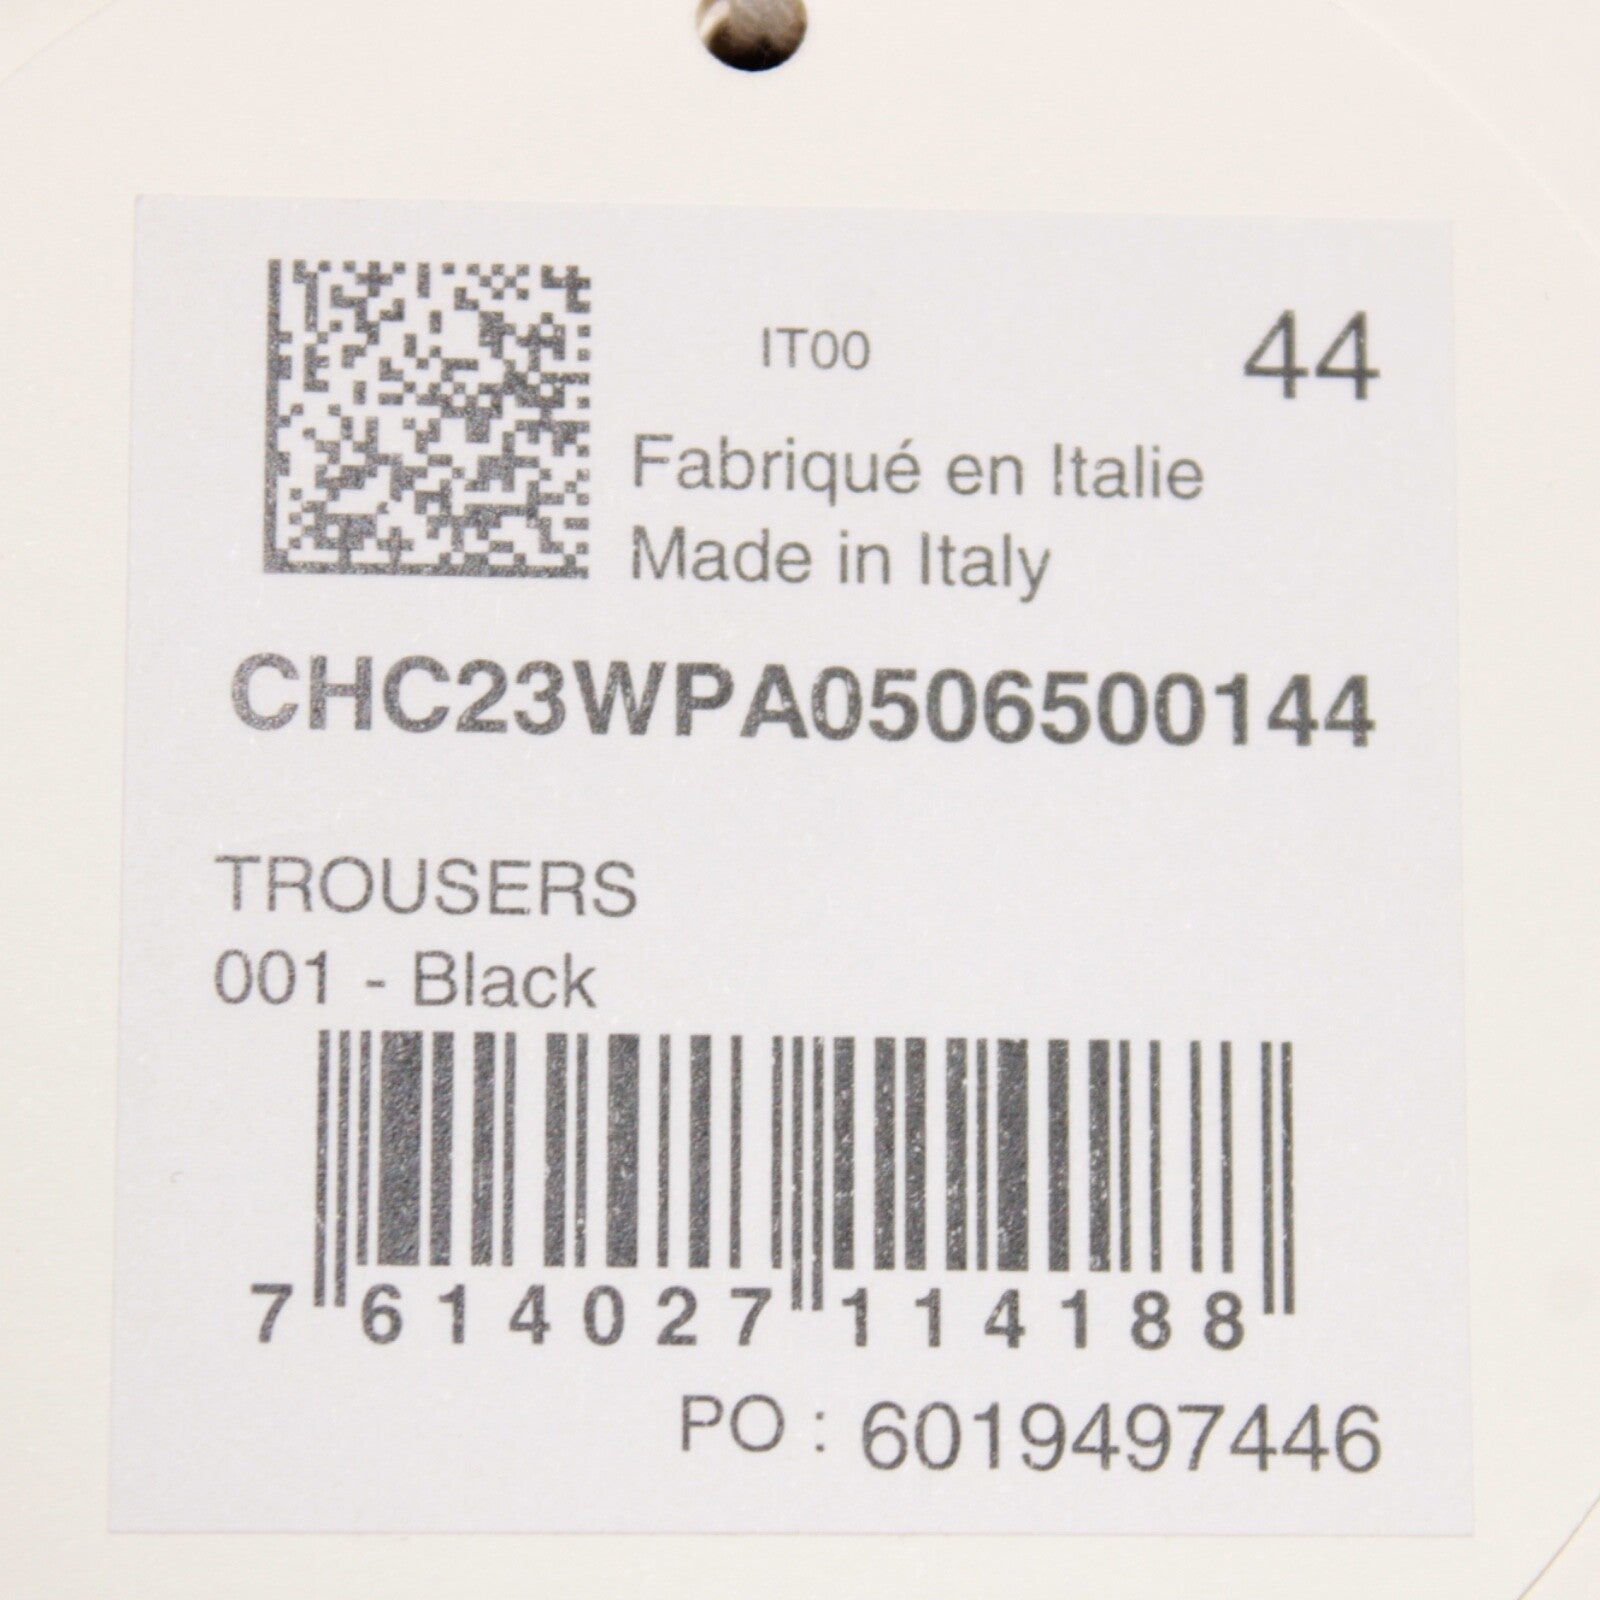 IT00 44
Fabriqué en Italie
Made in Italy
CHC23WPA0506500144
TROUSERS
001 - Black
7 614027 114188
PO : 6019497446